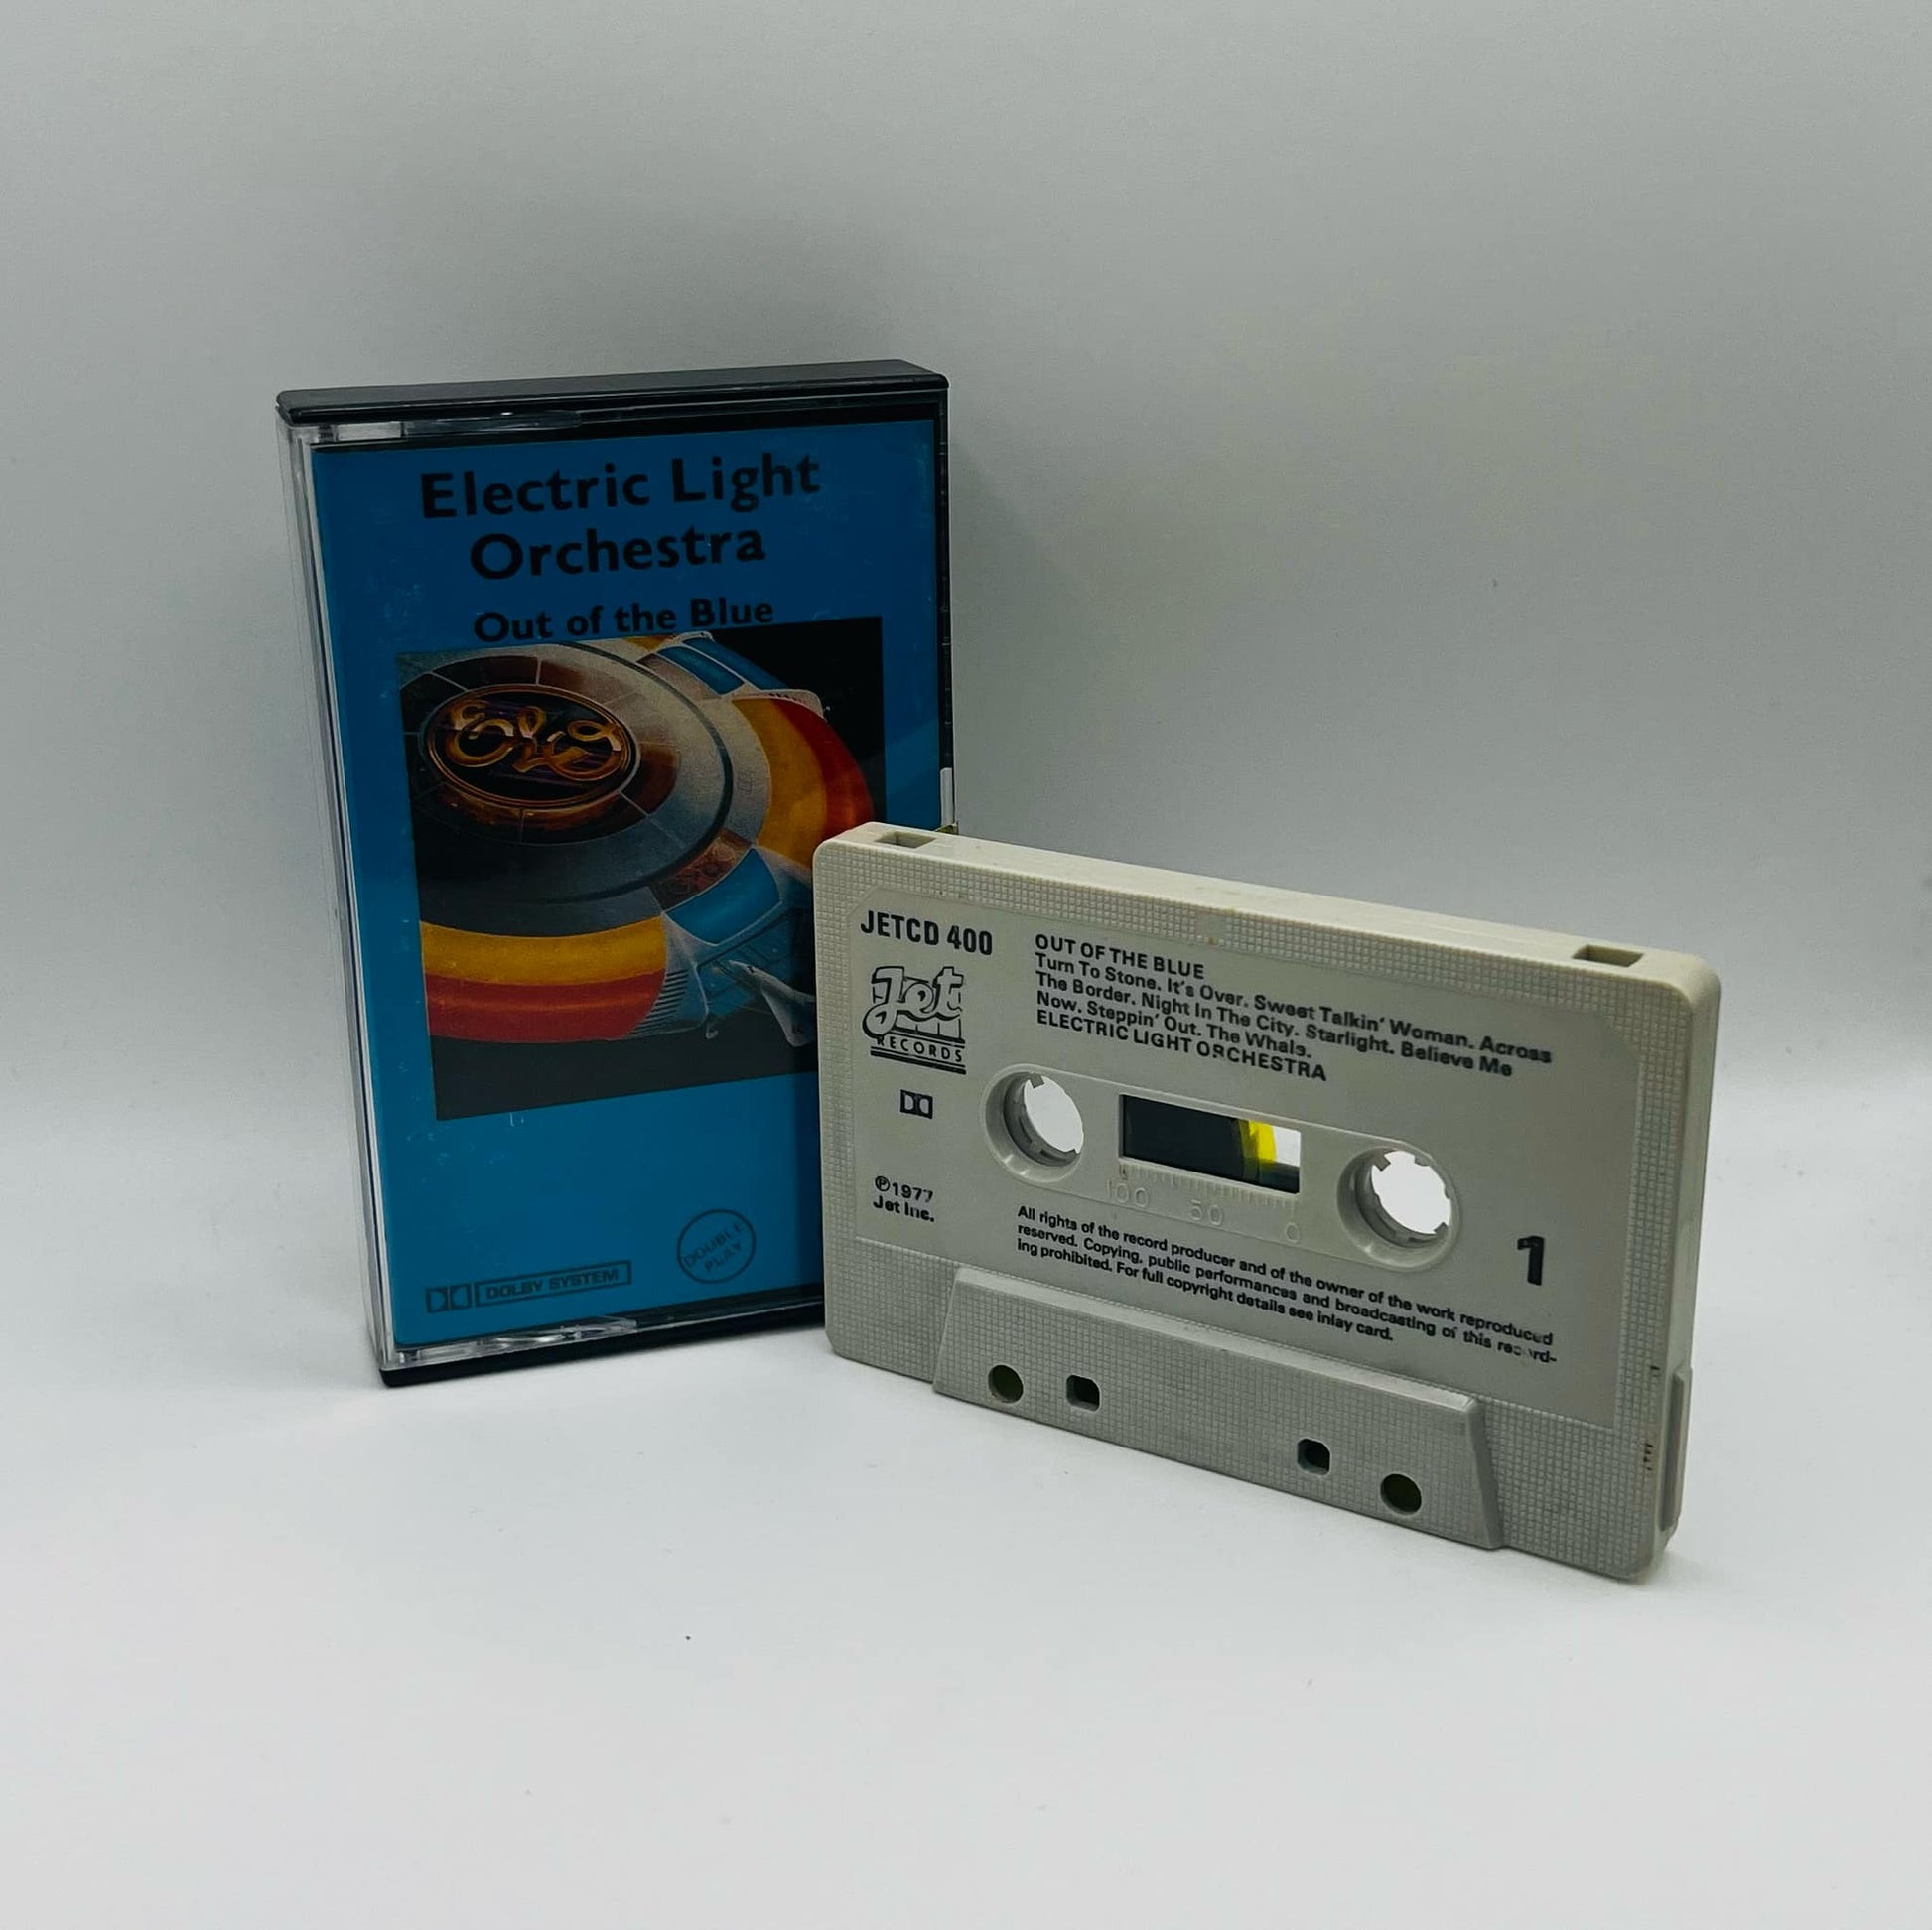 Electric Light
Orchestra
Out of the Blue
DOLBY SYSTEM
DOUBLE
PLAY
JETCD 400
Jet
RECORDS
OUT OF THE BLUE
Turn To Stone. It's Over. Sweet Talkin' Woman. Across
The Border. Night In The City. Starlight. Believe Me
Now. Steppin' Out. The Whale.
ELECTRIC LIGHT ORCHESTRA
100 50 0
℗1977
Jet Inc.
All rights of the record producer and of the owner of the work reproduced
reserved. Copying, public performances and broadcasting of this record-
ing prohibited. For full copyright details see inlay card.
1